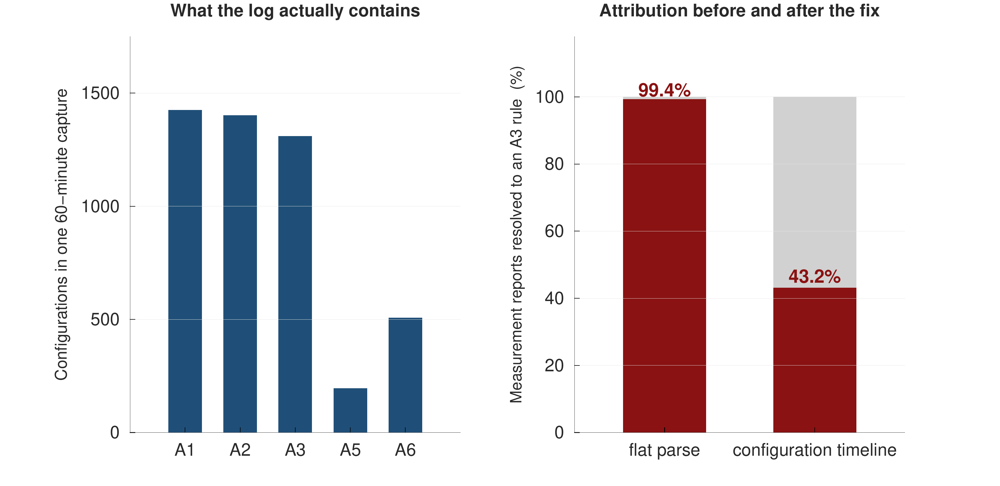 What the log actually contains
Configurations in one 60−minute capture
1500
1000
500
0
A1
A2
A3
A5
A6
Attribution before and after the fix
Measurement reports resolved to an A3 rule (%)
100
80
60
40
20
0
99.4%
43.2%
flat parse
configuration timeline